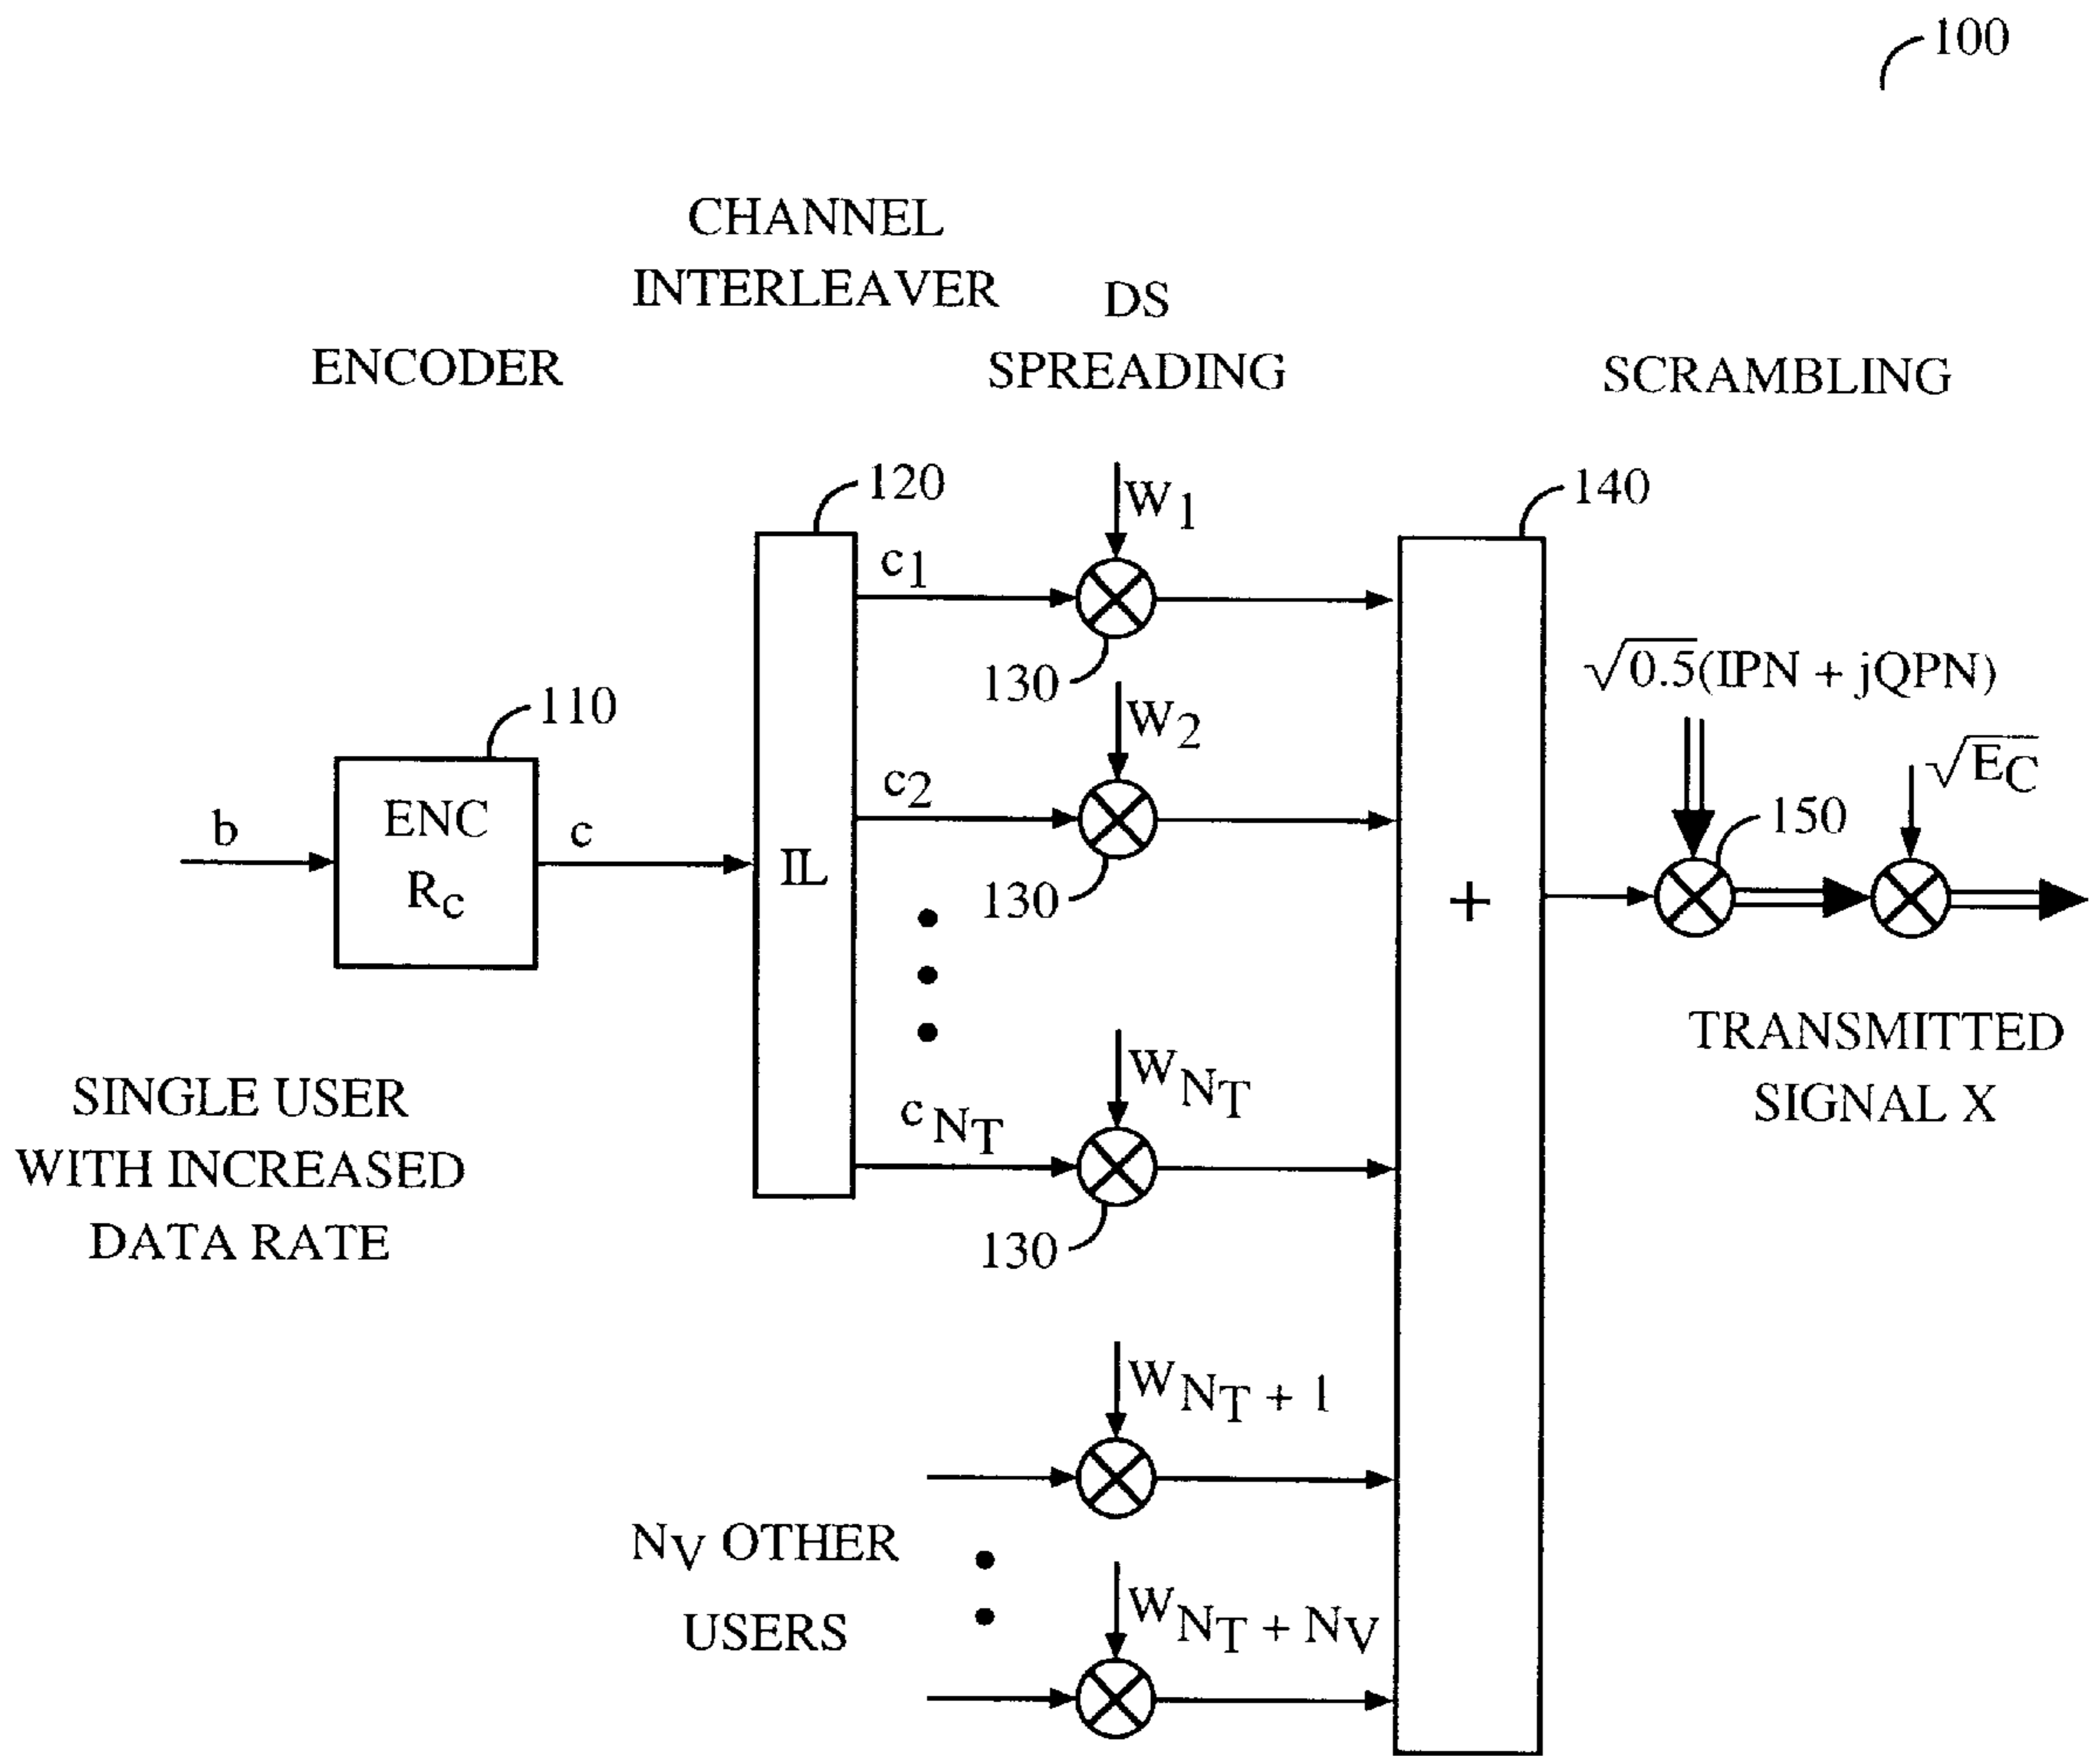 100
CHANNEL
INTERLEAVER
DS
SPREADING
ENCODER
SCRAMBLING
120
140
W1
c1
130
√0.5(IPN + jQPN)
W2
c2
130
√EC
150
110
b
ENC
RC
c
IL
+
TRANSMITTED
SIGNAL X
WNT
cNT
130
SINGLE USER
WITH INCREASED
DATA RATE
WNT + 1
NV OTHER
USERS
WNT + NV